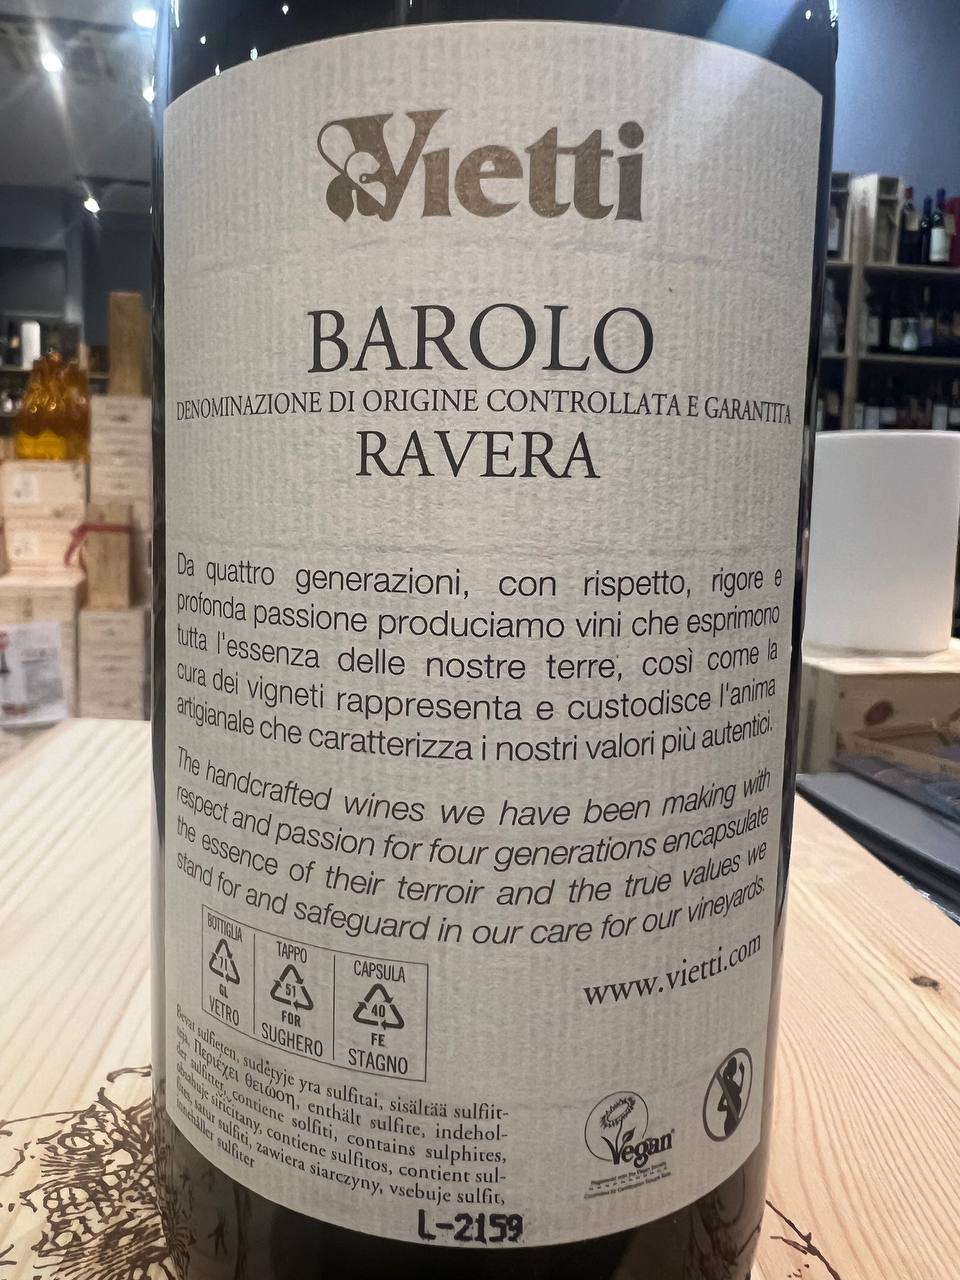 Vietti
BAROLO
DENOMINAZIONE DI ORIGINE CONTROLLATA E GARANTITA
RAVERA
Da quattro generazioni, con rispetto, rigore e
profonda passione produciamo vini che esprimono
tutta l'essenza delle nostre terre, così come la
cura dei vigneti rappresenta e custodisce l'anima
artigianale che caratterizza i nostri valori più autentici.
The handcrafted wines we have been making with
respect and passion for four generations encapsulate
the essence of their terroir and the true values we
stand for and safeguard in our care for our vineyards.
www.vietti.com
BOTTIGLIA
71
GL
VETRO
TAPPO
51
FOR
SUGHERO
CAPSULA
40
FE
STAGNO
Bevat sulfieten, sudėtyje yra sulfitai, sisältää sulfiit-
eja, Περιέχει θειώδη, enthält sulfite, indehol-
der sulfitter, contiene solfiti, contains sulphites,
obsahuje siricitany, contiene sulfitos, contient sul-
fites, satur sulfiti, zawiera siarczyny, vsebuje sulfit,
innehåller sulfiter
Vegan
L-2159